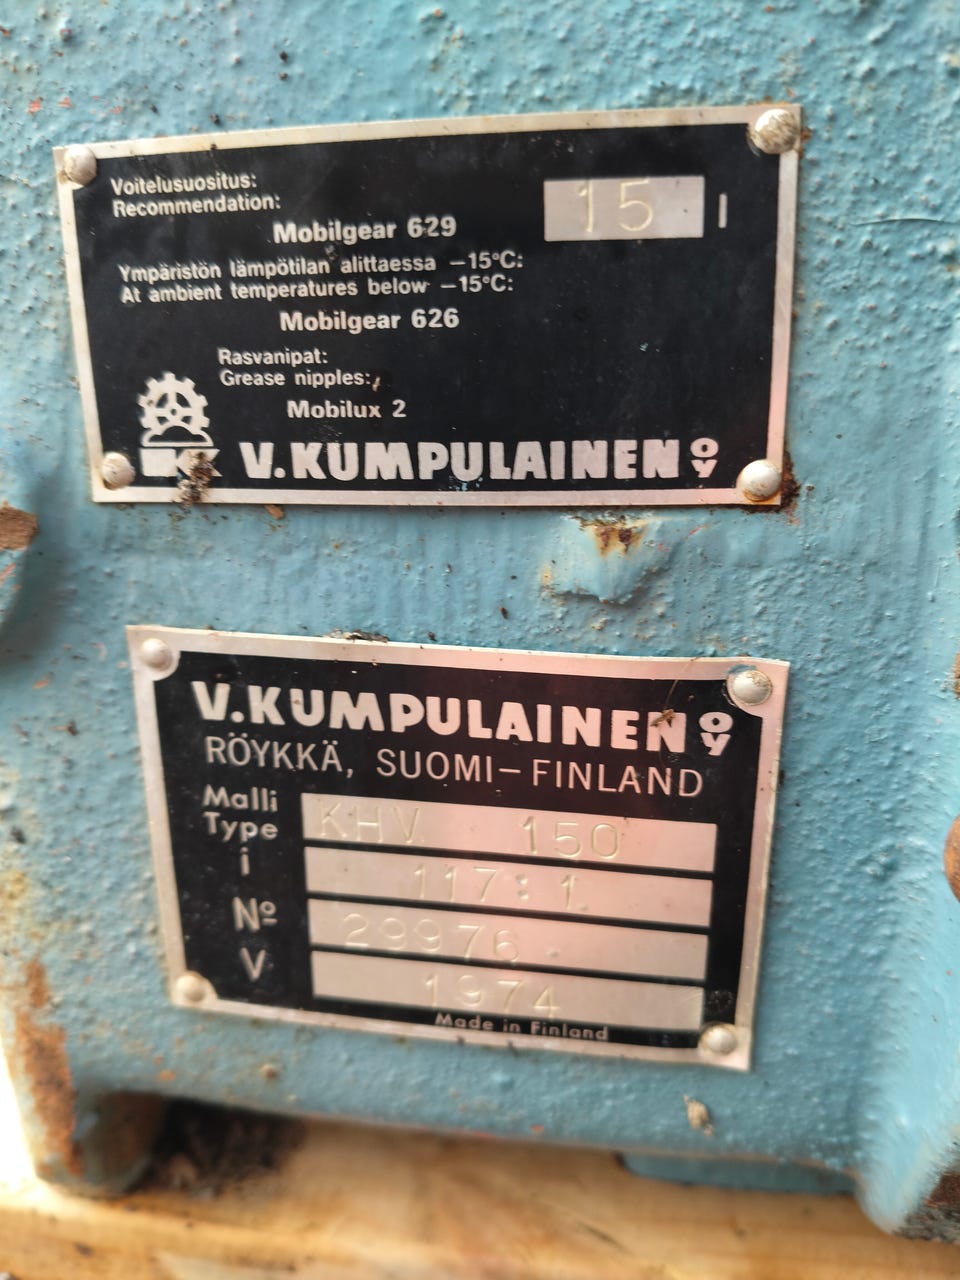 Voitelusuositus:
Recommendation:
15 l
Mobilgear 629
Ympäristön lämpötilan alittaessa –15°C:
At ambient temperatures below –15°C:
Mobilgear 626
Rasvanipat:
Grease nipples:
Mobilux 2
V.KUMPULAINEN OY
V.KUMPULAINEN OY
RÖYKKÄ, SUOMI–FINLAND
Malli
Type KHV 150
i 117:1
Nº 29976
V 1974
Made in Finland